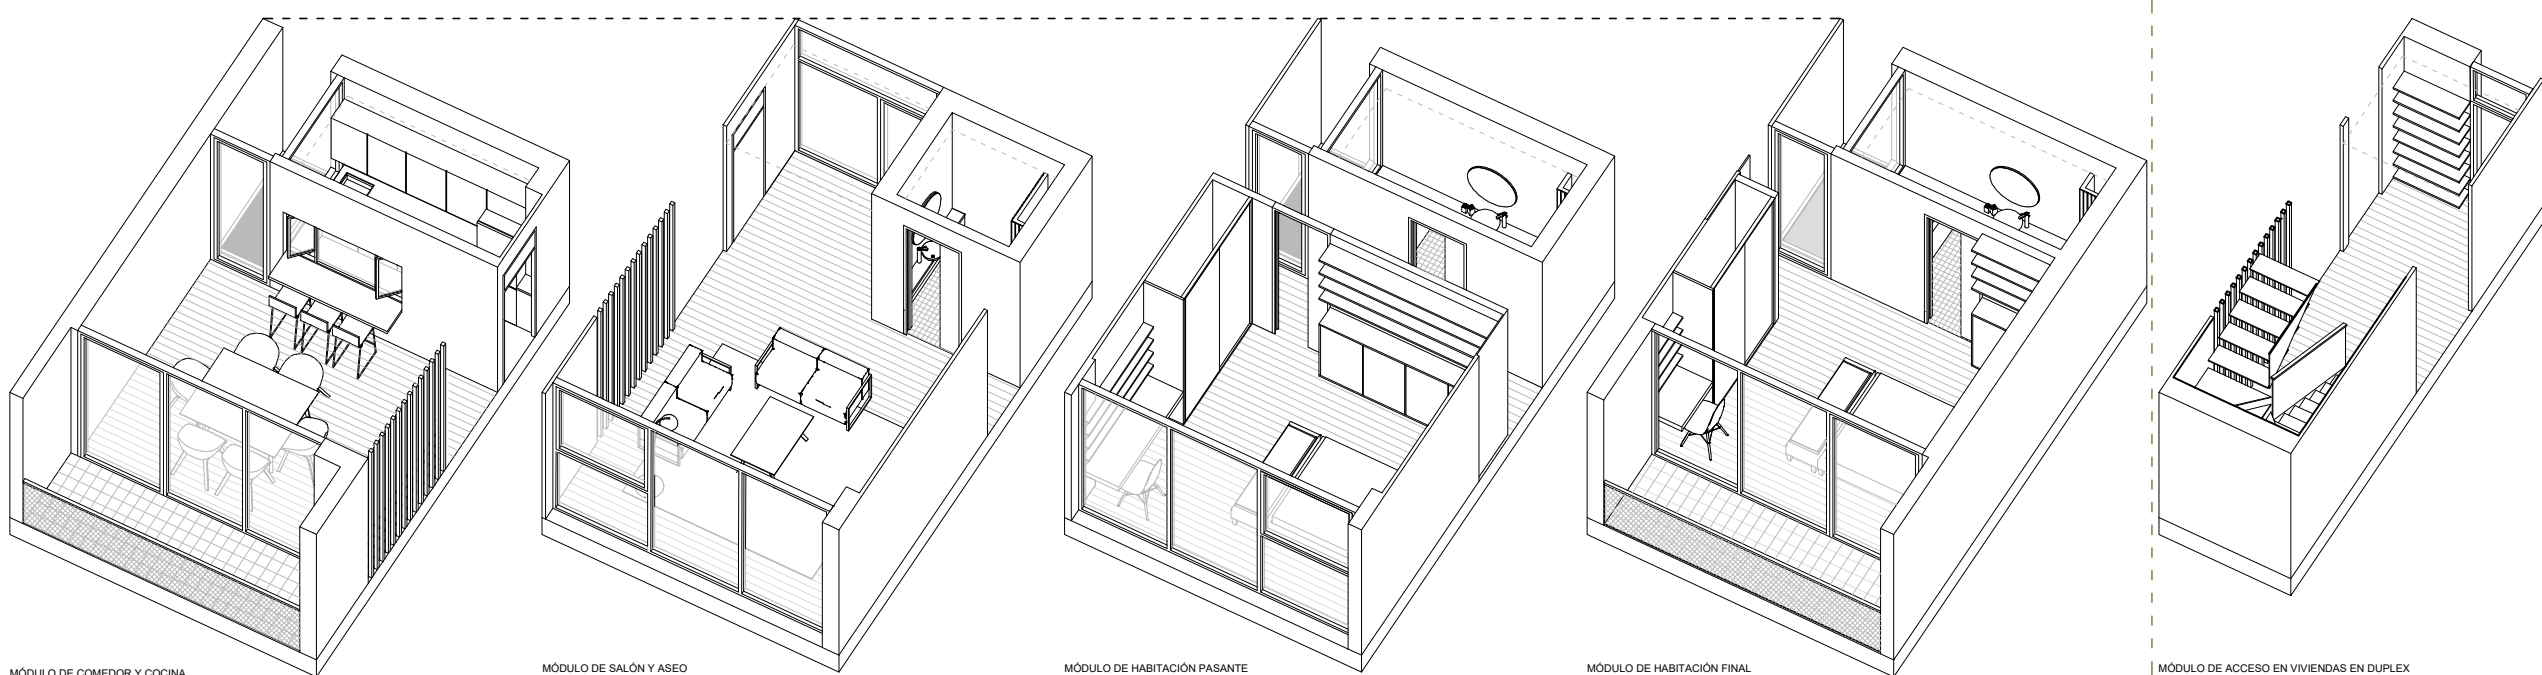 MÓDULO DE COMEDOR Y COCINA
MÓDULO DE SALÓN Y ASEO
MÓDULO DE HABITACIÓN PASANTE
MÓDULO DE HABITACIÓN FINAL
MÓDULO DE ACCESO EN VIVIENDAS EN DUPLEX